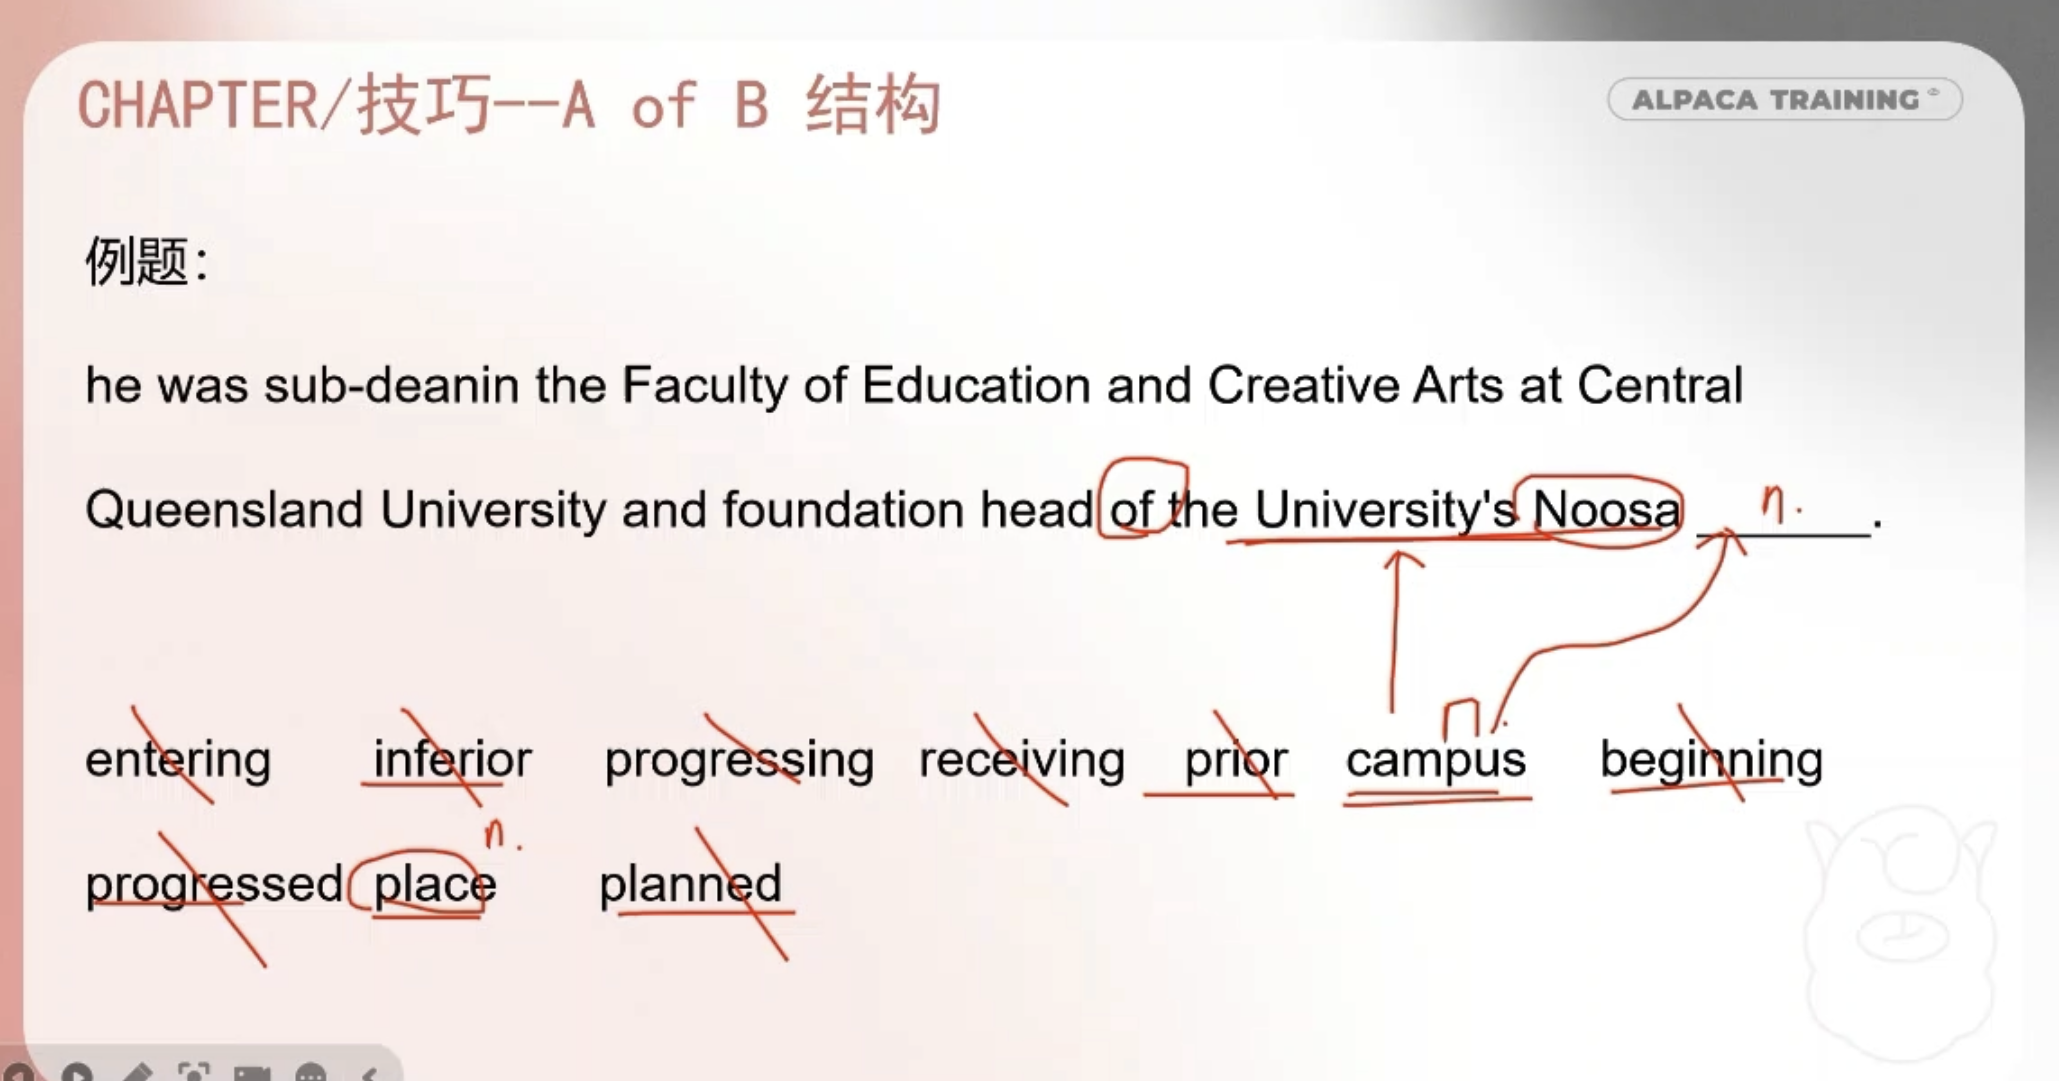 CHAPTER/技巧--A of B 结构
ALPACA TRAINING
例题:
he was sub-deanin the Faculty of Education and Creative Arts at Central
Queensland University and foundation head of the University's Noosa ______.
n.
n.
entering inferior progressing receiving prior campus beginning
n.
progressed place planned